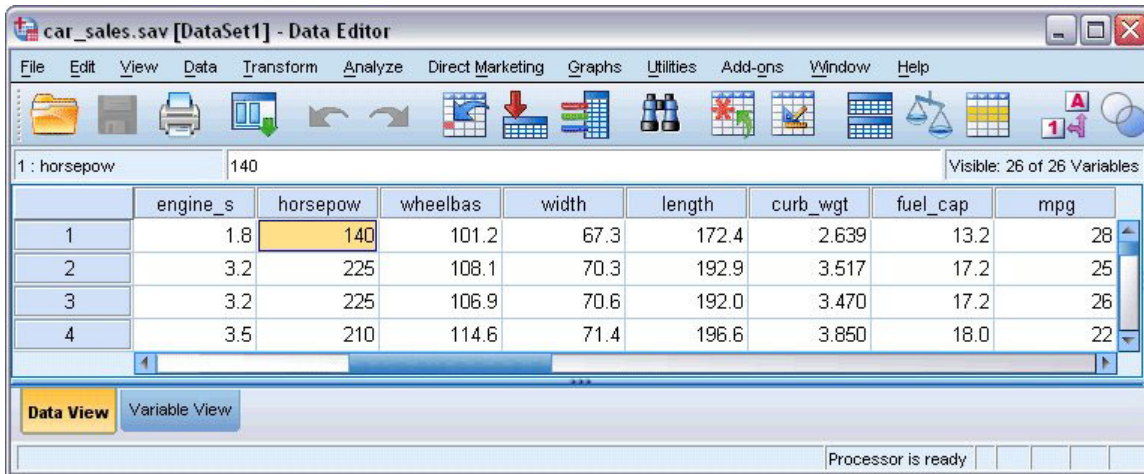 car_sales.sav [DataSet1] - Data Editor
File Edit View Data Transform Analyze Direct Marketing Graphs Utilities Add-ons Window Help
A
1
1 : horsepow 140 Visible: 26 of 26 Variables
engine_s horsepow wheelbas width length curb_wgt fuel_cap mpg
1 1.8 140 101.2 67.3 172.4 2.639 13.2 28
2 3.2 225 108.1 70.3 192.9 3.517 17.2 25
3 3.2 225 106.9 70.6 192.0 3.470 17.2 26
4 3.5 210 114.6 71.4 196.6 3.850 18.0 22
Data View Variable View
Processor is ready